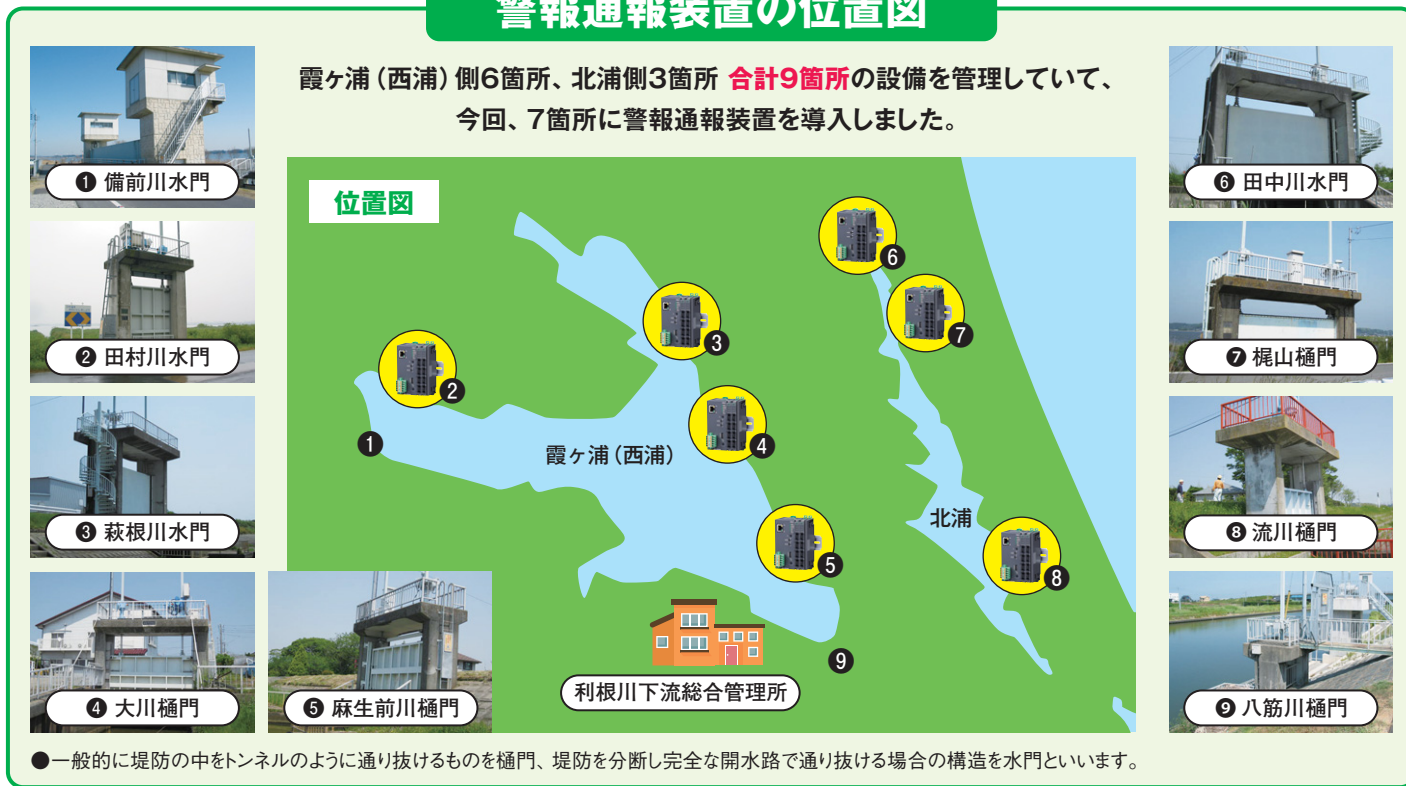 警報通報装置の位置図
霞ヶ浦(西浦)側6箇所、北浦側3箇所 合計9箇所の設備を管理していて、
今回、7箇所に警報通報装置を導入しました。
❶ 備前川水門
❷ 田村川水門
❸ 萩根川水門
❹ 大川樋門
❺ 麻生前川樋門
位置図
❻
❼
❸
❷
❹
❶
霞ヶ浦(西浦)
北浦
❺
❽
❾
利根川下流総合管理所
❻ 田中川水門
❼ 梶山樋門
❽ 流川樋門
❾ 八筋川樋門
●一般的に堤防の中をトンネルのように通り抜けるものを樋門、堤防を分断し完全な開水路で通り抜ける場合の構造を水門といいます。